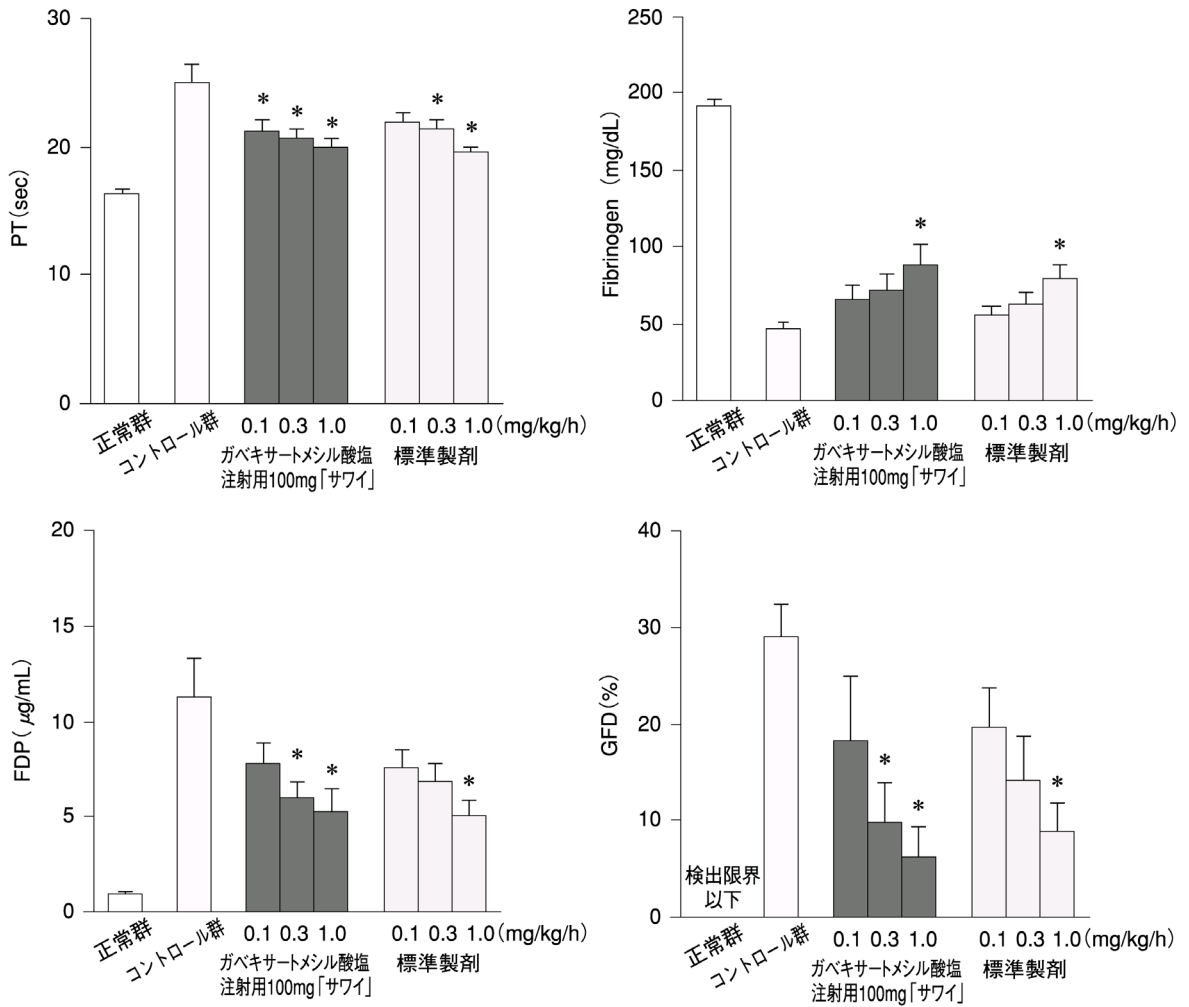 30
20
10
0
PT(sec)
* * * * *
正常群
コントロール群
0.1 0.3 1.0 0.1 0.3 1.0(mg/kg/h)
ガベキサートメシル酸塩
注射用100mg「サワイ」
標準製剤
250
200
150
100
50
0
Fibrinogen (mg/dL)
* *
正常群
コントロール群
0.1 0.3 1.0 0.1 0.3 1.0(mg/kg/h)
ガベキサートメシル酸塩
注射用100mg「サワイ」
標準製剤
20
15
10
5
0
FDP(μg/mL)
* * *
正常群
コントロール群
0.1 0.3 1.0 0.1 0.3 1.0(mg/kg/h)
ガベキサートメシル酸塩
注射用100mg「サワイ」
標準製剤
40
30
20
10
0
GFD(%)
* * *
検出限界
以下
正常群
コントロール群
0.1 0.3 1.0 0.1 0.3 1.0(mg/kg/h)
ガベキサートメシル酸塩
注射用100mg「サワイ」
標準製剤